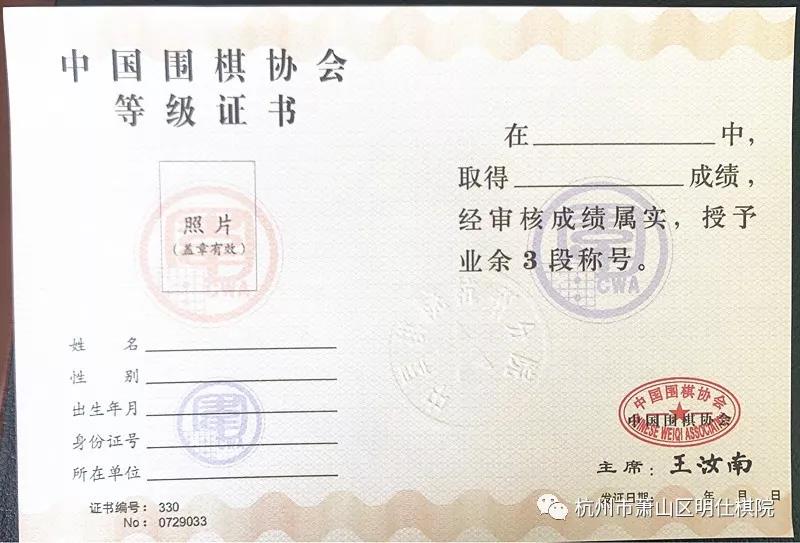 中国围棋协会
等级证书
照片
（盖章有效）
CWA
姓名
性别
出生年月
身份证号
所在单位
证书编号：330
No：0729033
在中，
取得成绩，
经审核成绩属实，授予
业余3段称号。
CWA
中国围棋协会
中国围棋协会
CHINESE WEIQI ASSOCIATION
主席：王汝南
发证日期：年月日
杭州市萧山区明仕棋院